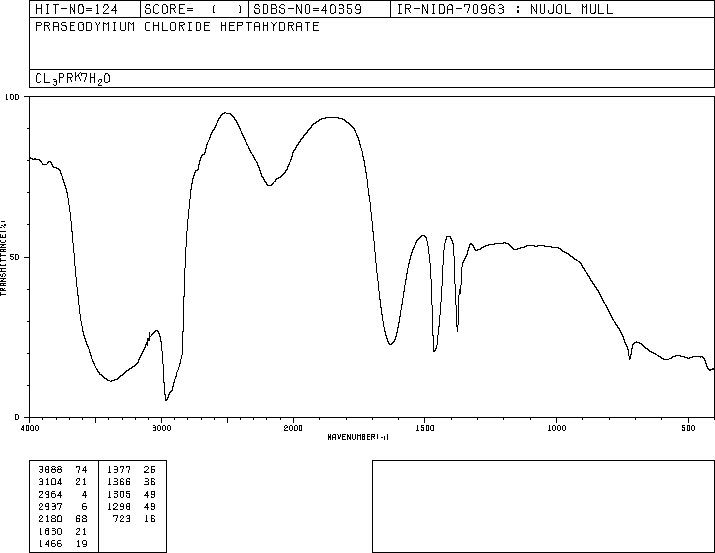 HIT-NO=124 SCORE= ( ) SDBS-NO=40359 IR-NIDA-70963 : NUJOL MULL
PRASEODYMIUM CHLORIDE HEPTAHYDRATE
CL₃PRK7H₂O
100
50
0
TRANSMITTANCE(%)
4000 3000 2000 1500 1000 500
WAVENUMBER(-1)
3888 74 1377 26
3104 21 1366 36
2964 4 1305 49
2937 6 1298 49
2180 68 723 16
1630 21
1466 19